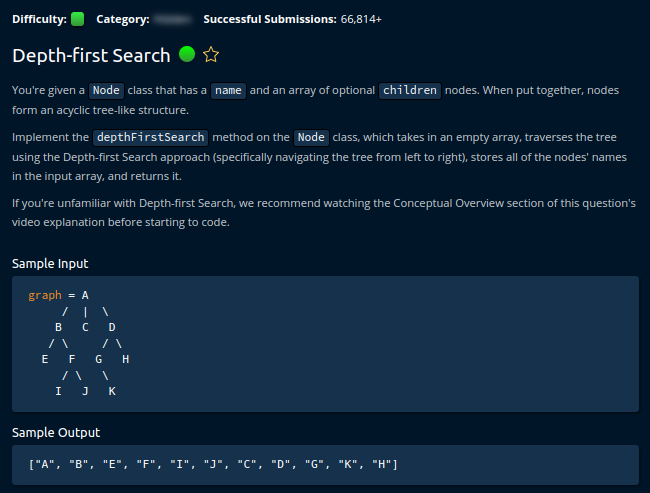 Difficulty: Category: Successful Submissions: 66,814+
Depth-first Search
You're given a Node class that has a name and an array of optional children nodes. When put together, nodes
form an acyclic tree-like structure.
Implement the depthFirstSearch method on the Node class, which takes in an empty array, traverses the tree
using the Depth-first Search approach (specifically navigating the tree from left to right), stores all of the nodes' names
in the input array, and returns it.
If you're unfamiliar with Depth-first Search, we recommend watching the Conceptual Overview section of this question's
video explanation before starting to code.
Sample Input
graph = A
/ | \
B C D
/ \ / \
E F G H
/ \ \
I J K
Sample Output
["A", "B", "E", "F", "I", "J", "C", "D", "G", "K", "H"]